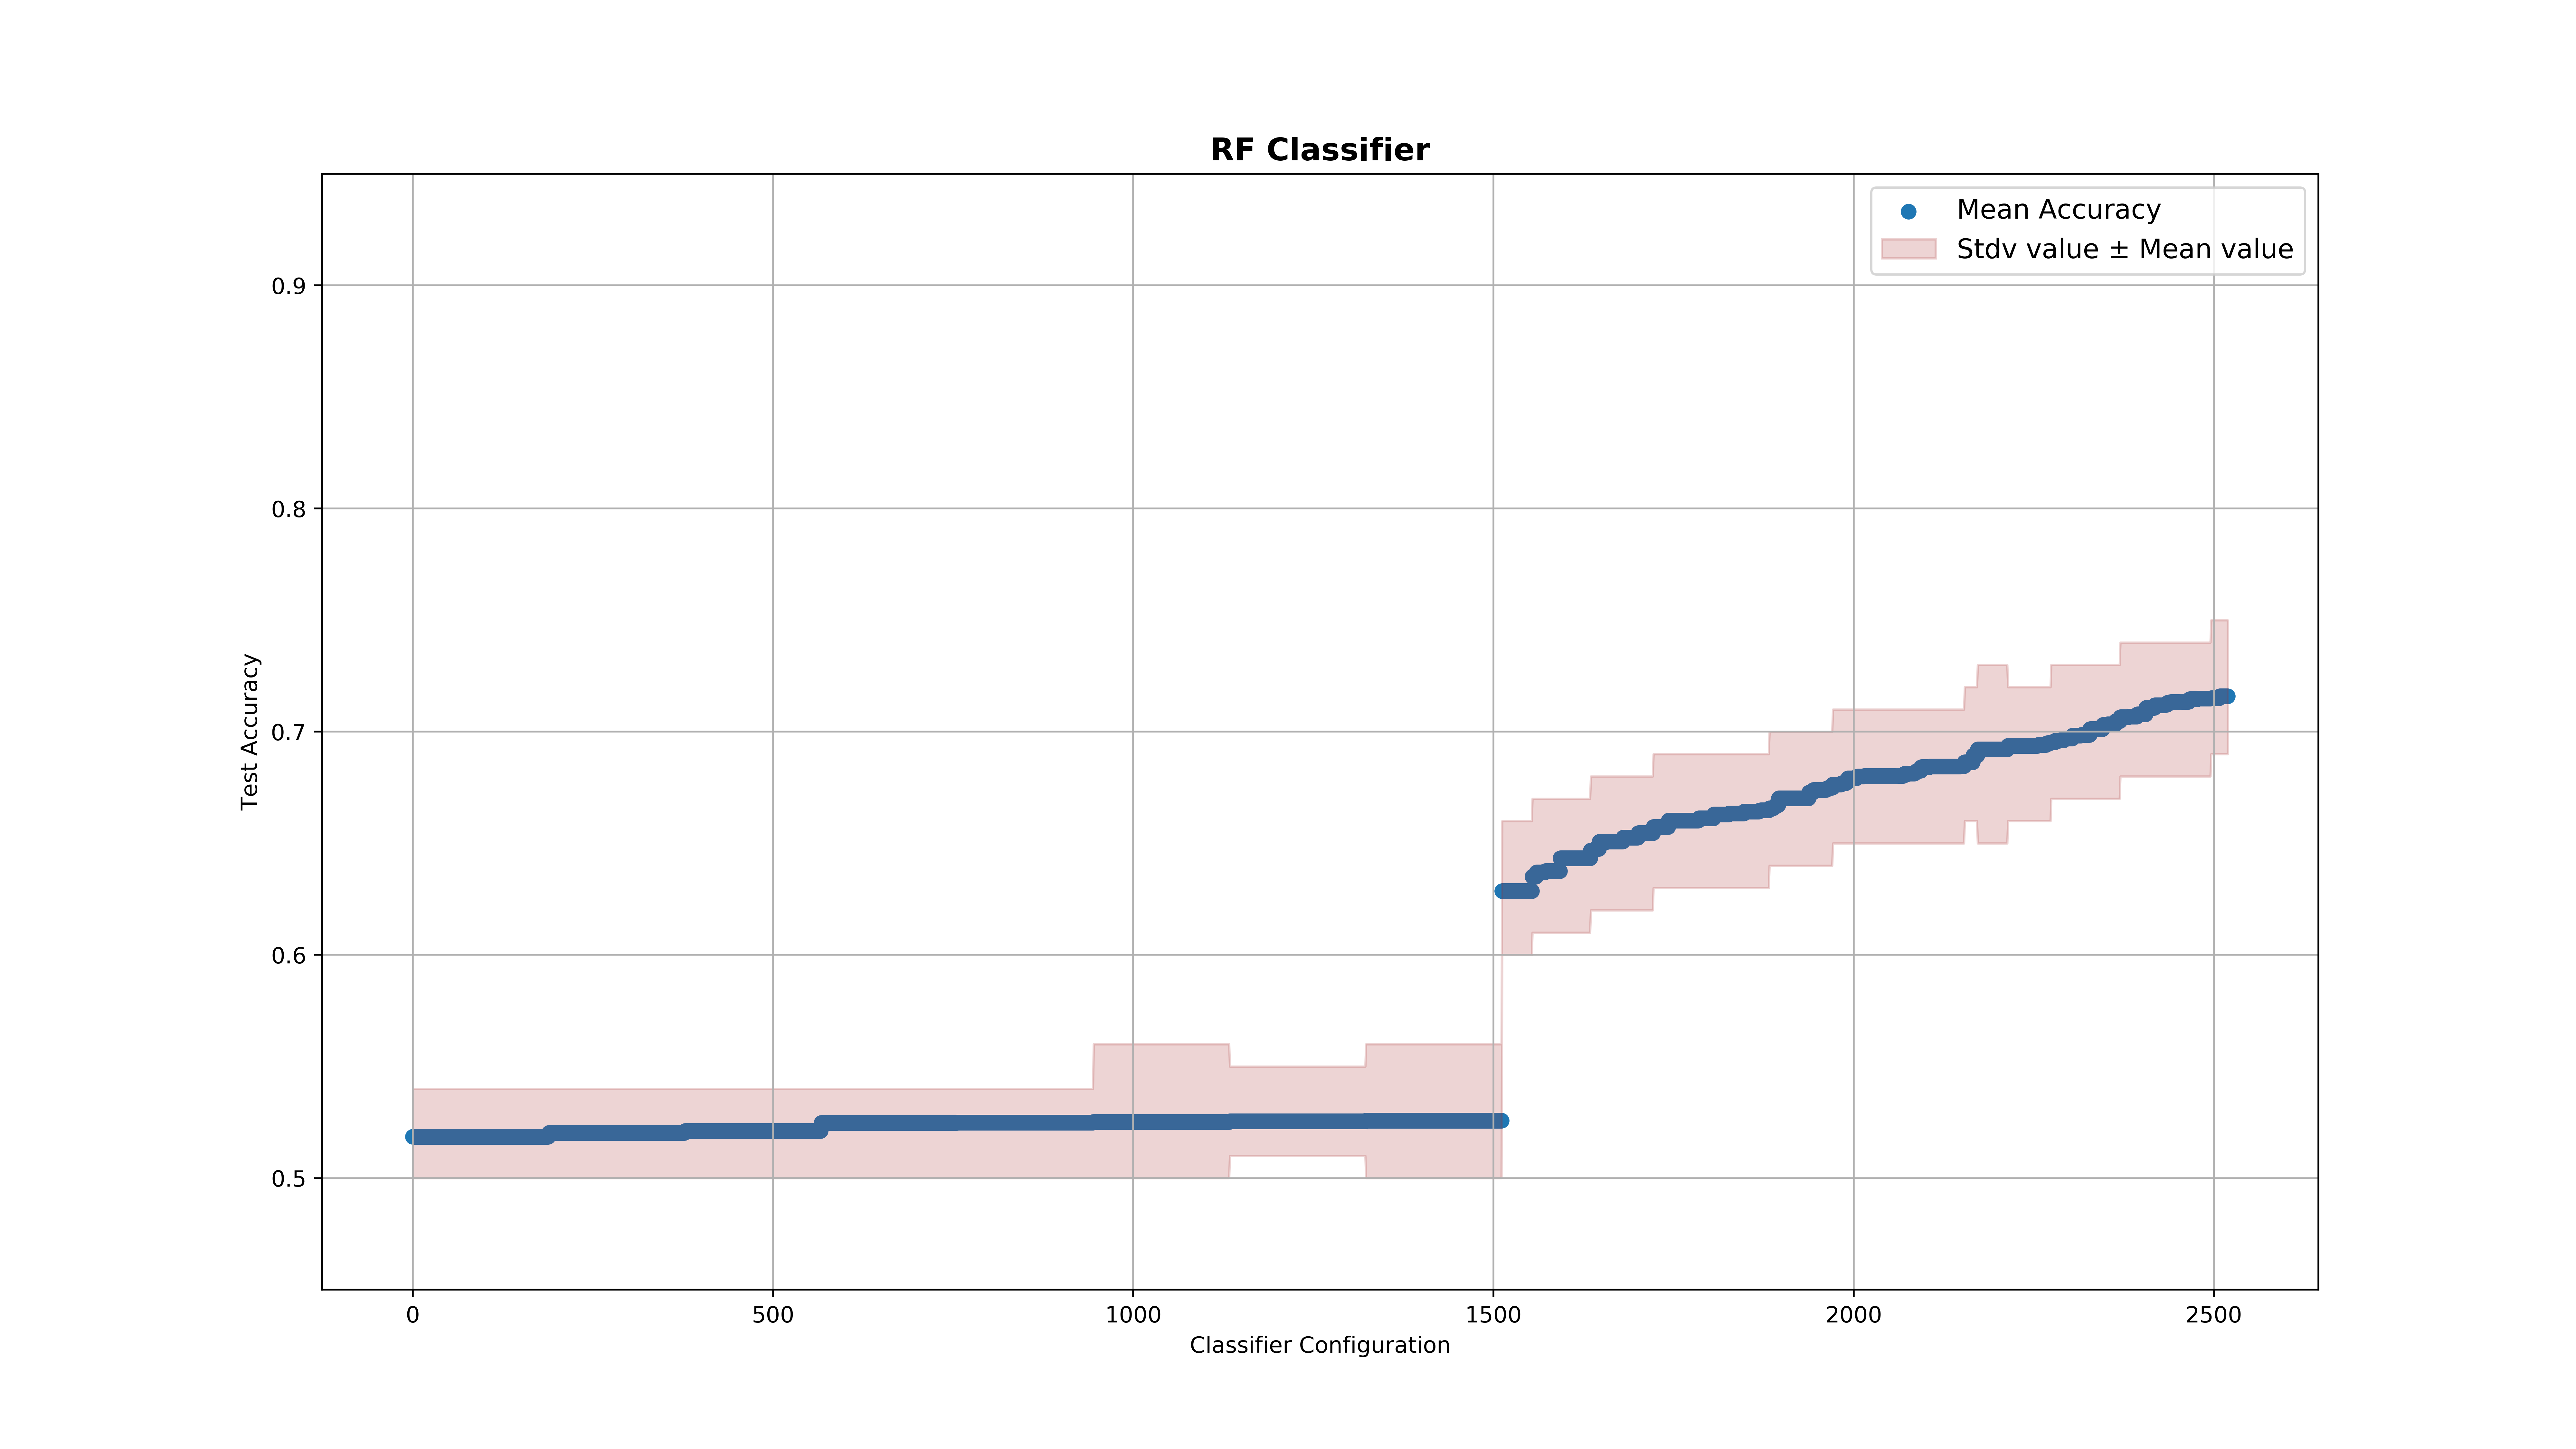 RF Classifier
Mean Accuracy
Stdv value ± Mean value
0.9
0.8
0.7
0.6
0.5
Test Accuracy
0 500 1000 1500 2000 2500
Classifier Configuration